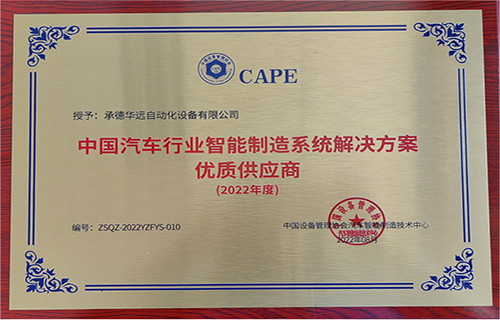 CAPE
授予：承德华远自动化设备有限公司
中国汽车行业智能制造系统解决方案
优质供应商
(2022年度)
编号：ZSQZ-2022YZFYS-010
中国设备管理协会汽车智能制造技术中心
2022年08月